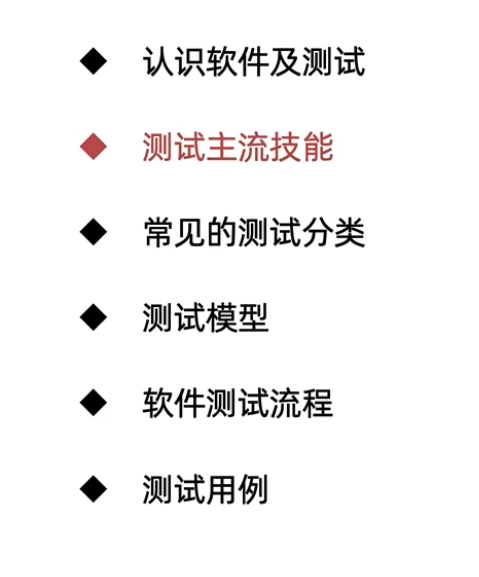 ◆ 认识软件及测试
◆ 测试主流技能
◆ 常见的测试分类
◆ 测试模型
◆ 软件测试流程
◆ 测试用例